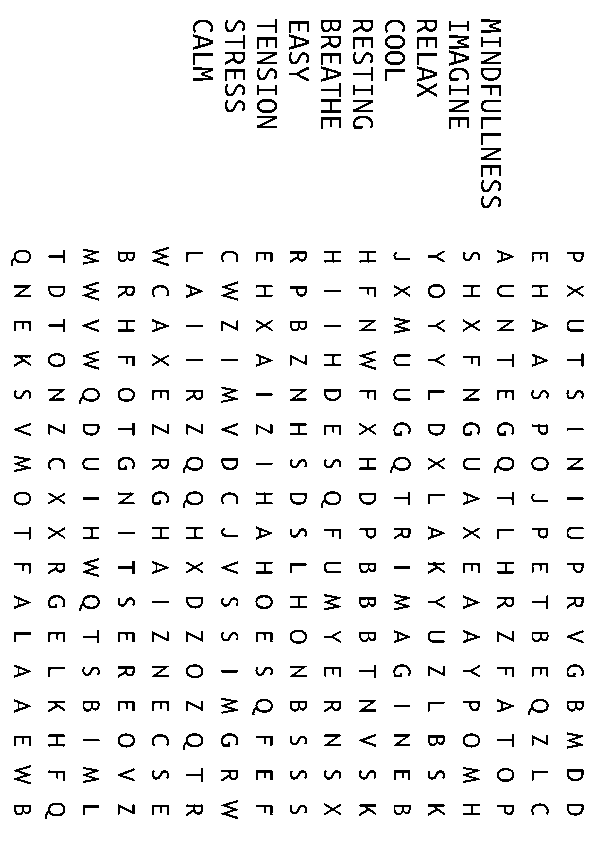 MINDFULLNESS
IMAGINE
RELAX
COOL
RESTING
BREATHE
EASY
TENSION
STRESS
CALM
P X U T S I N I U P R V G B M D D
E H A A S P O J P E T B E Q Z L C
A U N T E G Q T L H R Z F A T O P
S H X F N G U A X E A A Y P O M H
Y O Y Y L D X L A K Y U Z L B S K
J X M U U G Q T R I M A G I N E B
H F N W F X H D P B B B T N V S K
H I I H D E S Q F U M Y E R N S X
R P B Z N H S D S L H O N B S S S
E H X A I Z I H A H O E S Q F E F
C W Z I M V D C J V S S I M G R W
L A I I R Z Q Q H X D Z O Z Q T R
W C A X E Z R G H A I Z N E C S E
B R H F O T G N I T S E R E O V Z
M W V W Q D U I H W Q T S B I M L
T D T O N Z C X X R G E L K H F Q
Q N E K S V M O T F A L A A E W B